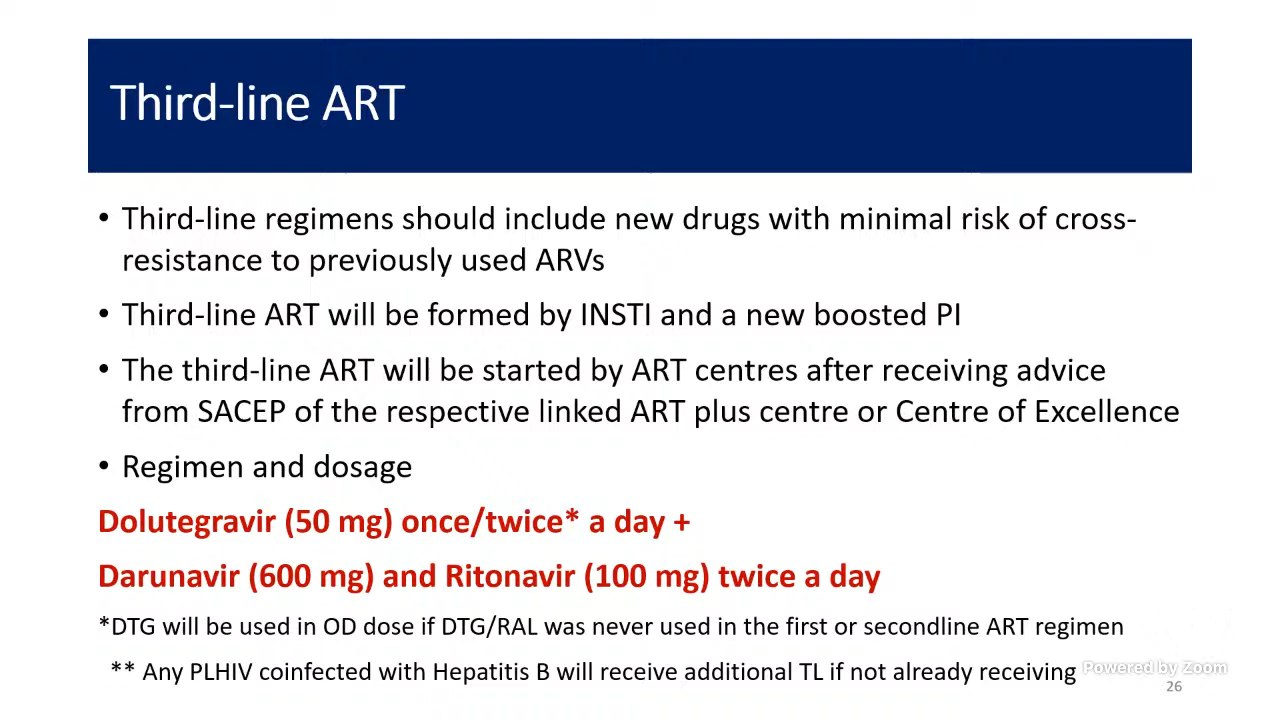 Third-line ART
• Third-line regimens should include new drugs with minimal risk of cross-
resistance to previously used ARVs
• Third-line ART will be formed by INSTI and a new boosted PI
• The third-line ART will be started by ART centres after receiving advice
from SACEP of the respective linked ART plus centre or Centre of Excellence
• Regimen and dosage
Dolutegravir (50 mg) once/twice* a day +
Darunavir (600 mg) and Ritonavir (100 mg) twice a day
*DTG will be used in OD dose if DTG/RAL was never used in the first or secondline ART regimen
** Any PLHIV coinfected with Hepatitis B will receive additional TL if not already receiving
Powered by Zoom
26